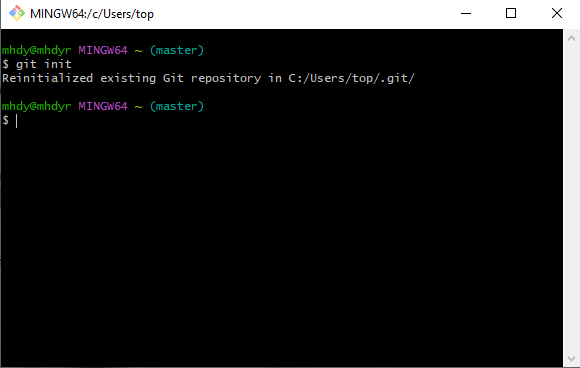 MINGW64:/c/Users/top
mhdy@mhdyr MINGW64 ~ (master)
$ git init
Reinitialized existing Git repository in C:/Users/top/.git/
mhdy@mhdyr MINGW64 ~ (master)
$